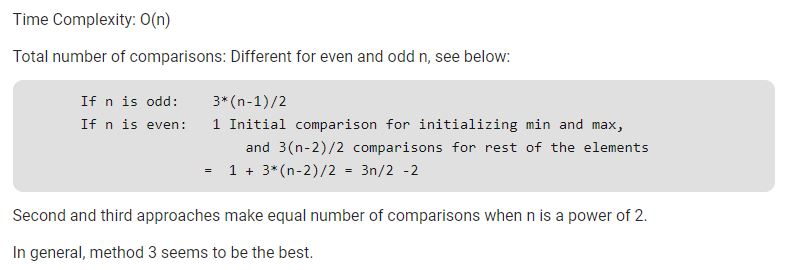 Time Complexity: O(n)
Total number of comparisons: Different for even and odd n, see below:
If n is odd:    3*(n-1)/2
If n is even:   1 Initial comparison for initializing min and max,
and 3(n-2)/2 comparisons for rest of the elements
=  1 + 3*(n-2)/2 = 3n/2 -2
Second and third approaches make equal number of comparisons when n is a power of 2.
In general, method 3 seems to be the best.